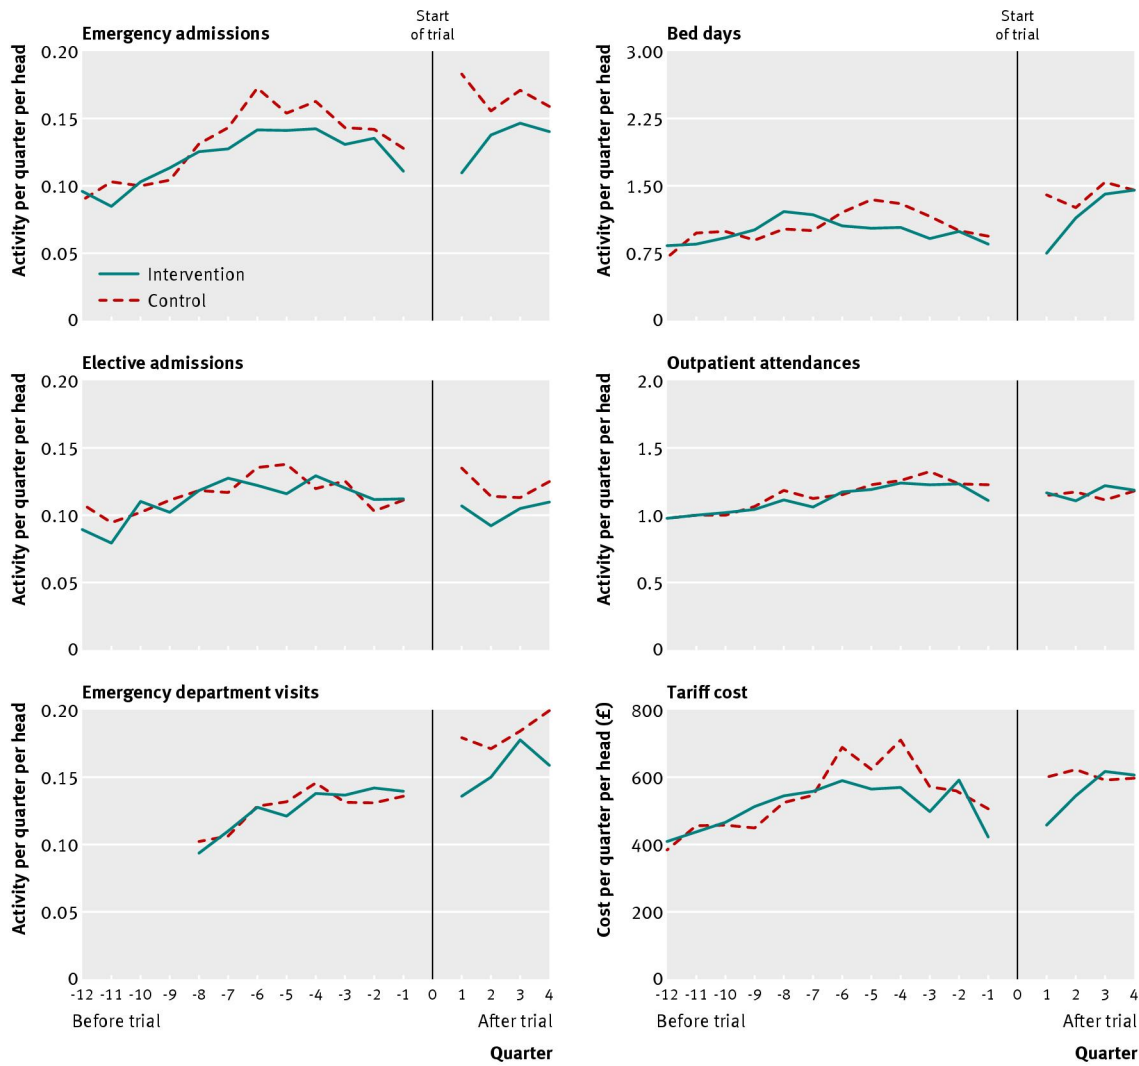 Start
of trial
Emergency admissions
Activity per quarter per head
0.20
0.15
0.10
0.05
0
Intervention
Control
Start
of trial
Bed days
Activity per quarter per head
3.00
2.25
1.50
0.75
0
Elective admissions
Activity per quarter per head
0.20
0.15
0.10
0.05
0
Outpatient attendances
Activity per quarter per head
2.0
1.5
1.0
0.5
0
Emergency department visits
Activity per quarter per head
0.20
0.15
0.10
0.05
0
-12 -11 -10 -9 -8 -7 -6 -5 -4 -3 -2 -1 0 1 2 3 4
Before trial After trial
Quarter
Tariff cost
Cost per quarter per head (£)
800
600
400
200
0
-12 -11 -10 -9 -8 -7 -6 -5 -4 -3 -2 -1 0 1 2 3 4
Before trial After trial
Quarter